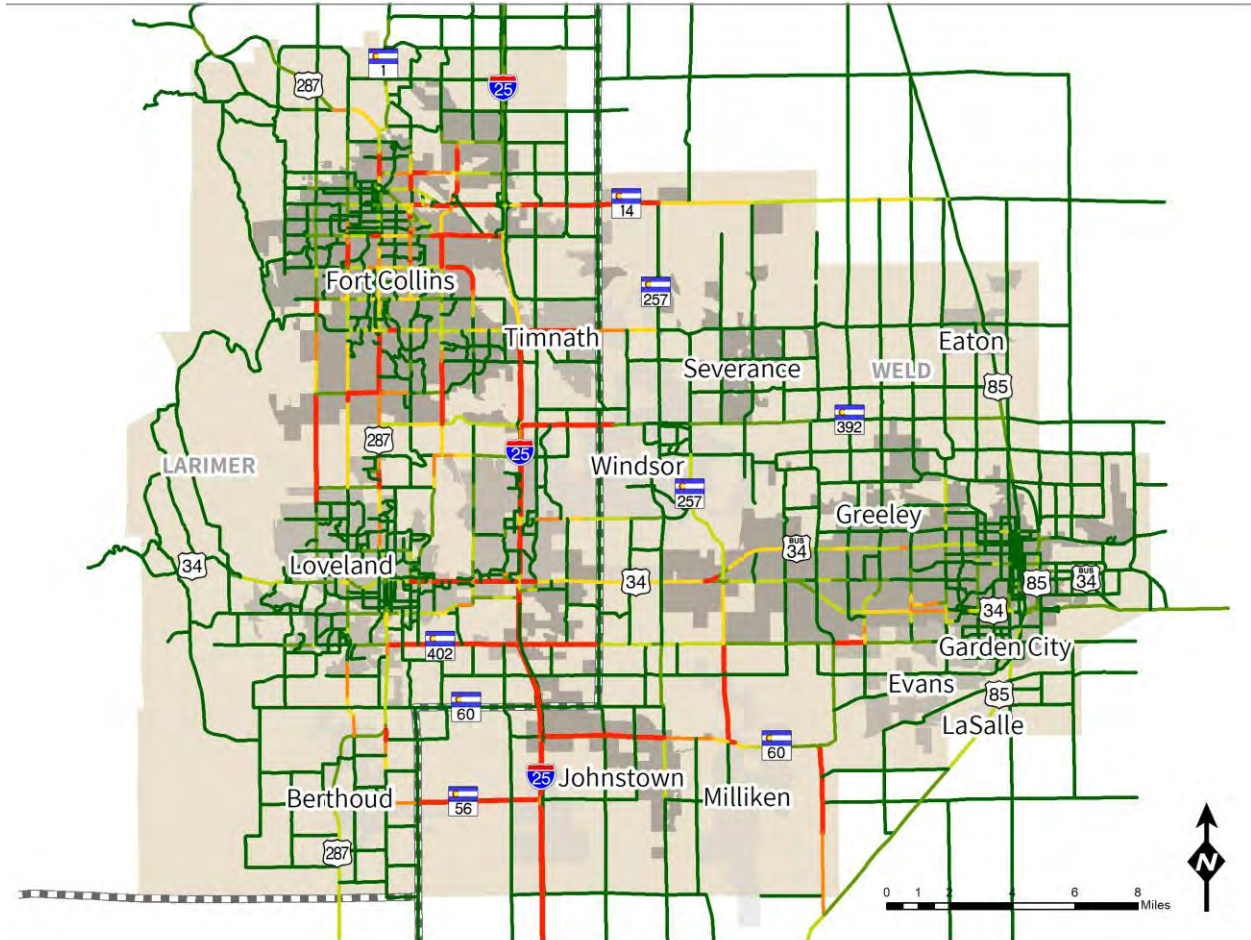 1
287
25
14
Fort Collins
257
Timnath
Eaton
Severance
WELD
85
392
287
25
LARIMER
Windsor
257
Greeley
BUS
34
34
Loveland
34
85
BUS
34
34
402
Garden City
Evans
60
85
LaSalle
60
25
Johnstown
Berthoud
56
Milliken
287
N
0 1 2 4 6 8
Miles